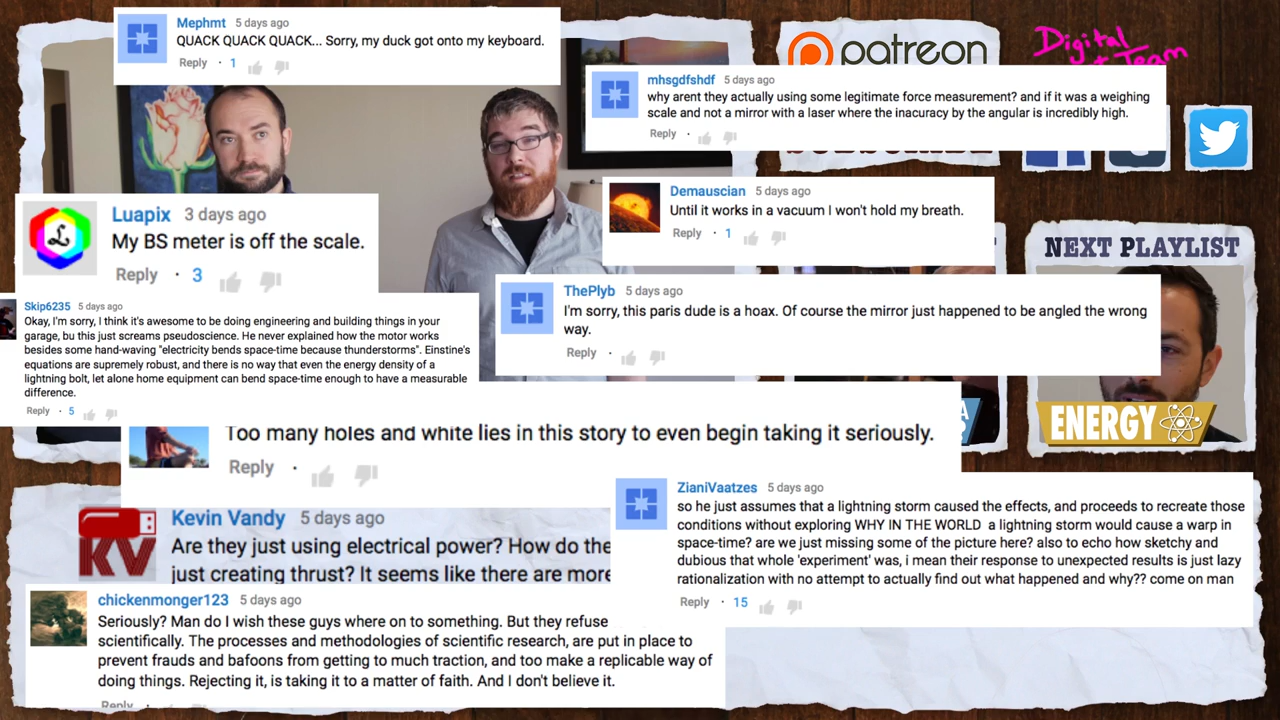 Mephmt 5 days ago
QUACK QUACK QUACK... Sorry, my duck got onto my keyboard.
Reply · 1
patreon
Digital
Team
mhsgdfshdf 5 days ago
why arent they actually using some legitimate force measurement? and if it was a weighing
scale and not a mirror with a laser where the inacuracy by the angular is incredibly high.
Reply ·
Demauscian 5 days ago
Until it works in a vacuum I won't hold my breath.
Reply · 1
Luapix 3 days ago
My BS meter is off the scale.
Reply · 3
NEXT PLAYLIST
ThePlyb 5 days ago
I'm sorry, this paris dude is a hoax. Of course the mirror just happened to be angled the wrong
way.
Reply ·
Skip6235 5 days ago
Okay, I'm sorry, I think it's awesome to be doing engineering and building things in your
garage, bu this just screams pseudoscience. He never explained how the motor works
besides some hand-waving "electricity bends space-time because thunderstorms". Einstine's
equations are supremely robust, and there is no way that even the energy density of a
lightning bolt, let alone home equipment can bend space-time enough to have a measurable
difference.
Reply · 5
ENERGY
Too many holes and white lies in this story to even begin taking it seriously.
Reply ·
ZianiVaatzes 5 days ago
so he just assumes that a lightning storm caused the effects, and proceeds to recreate those
conditions without exploring WHY IN THE WORLD a lightning storm would cause a warp in
space-time? are we just missing some of the picture here? also to echo how sketchy and
dubious that whole 'experiment' was, i mean their response to unexpected results is just lazy
rationalization with no attempt to actually find out what happened and why?? come on man
Reply · 15
Kevin Vandy 5 days ago
KV
Are they just using electrical power? How do the
just creating thrust? It seems like there are more
chickenmonger123 5 days ago
Seriously? Man do I wish these guys where on to something. But they refuse
scientifically. The processes and methodologies of scientific research, are put in place to
prevent frauds and bafoons from getting to much traction, and too make a replicable way of
doing things. Rejecting it, is taking it to a matter of faith. And I don't believe it.
Reply ·